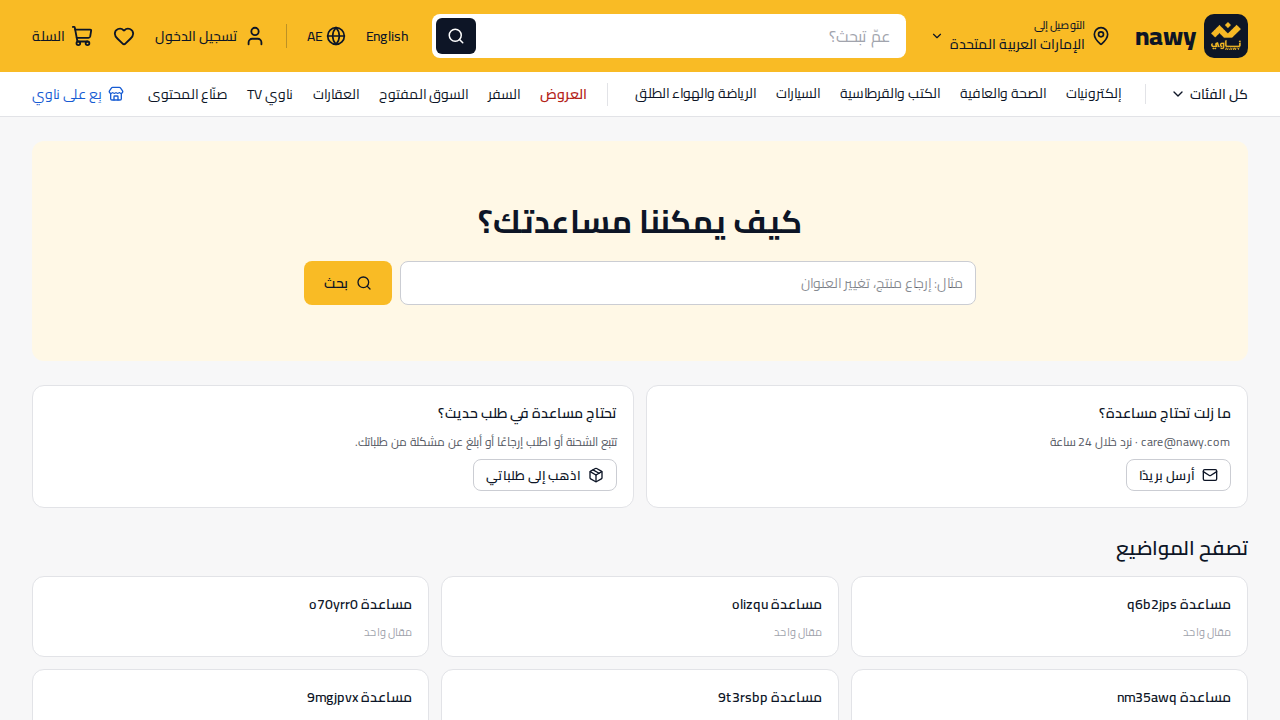 ناوي
NAWY
nawy
التوصيل إلى
الإمارات العربية المتحدة
عمّ تبحث؟
English
AE
تسجيل الدخول
السلة
كل الفئات
إلكترونيات
الصحة والعافية
الكتب والقرطاسية
السيارات
الرياضة والهواء الطلق
العروض
السفر
السوق المفتوح
العقارات
ناوي TV
صنّاع المحتوى
بع على ناوي
كيف يمكننا مساعدتك؟
مثال: إرجاع منتج، تغيير العنوان
بحث
ما زلت تحتاج مساعدة؟
care@nawy.com · نرد خلال 24 ساعة
أرسل بريدًا
تحتاج مساعدة في طلب حديث؟
تتبع الشحنة أو اطلب إرجاعًا أو أبلغ عن مشكلة من طلباتك.
اذهب إلى طلباتي
تصفح المواضيع
مساعدة q6b2jps
مقال واحد
مساعدة olizqu
مقال واحد
مساعدة o70yrr0
مقال واحد
مساعدة nm35awq
مساعدة 9t3rsbp
مساعدة 9mgjpvx